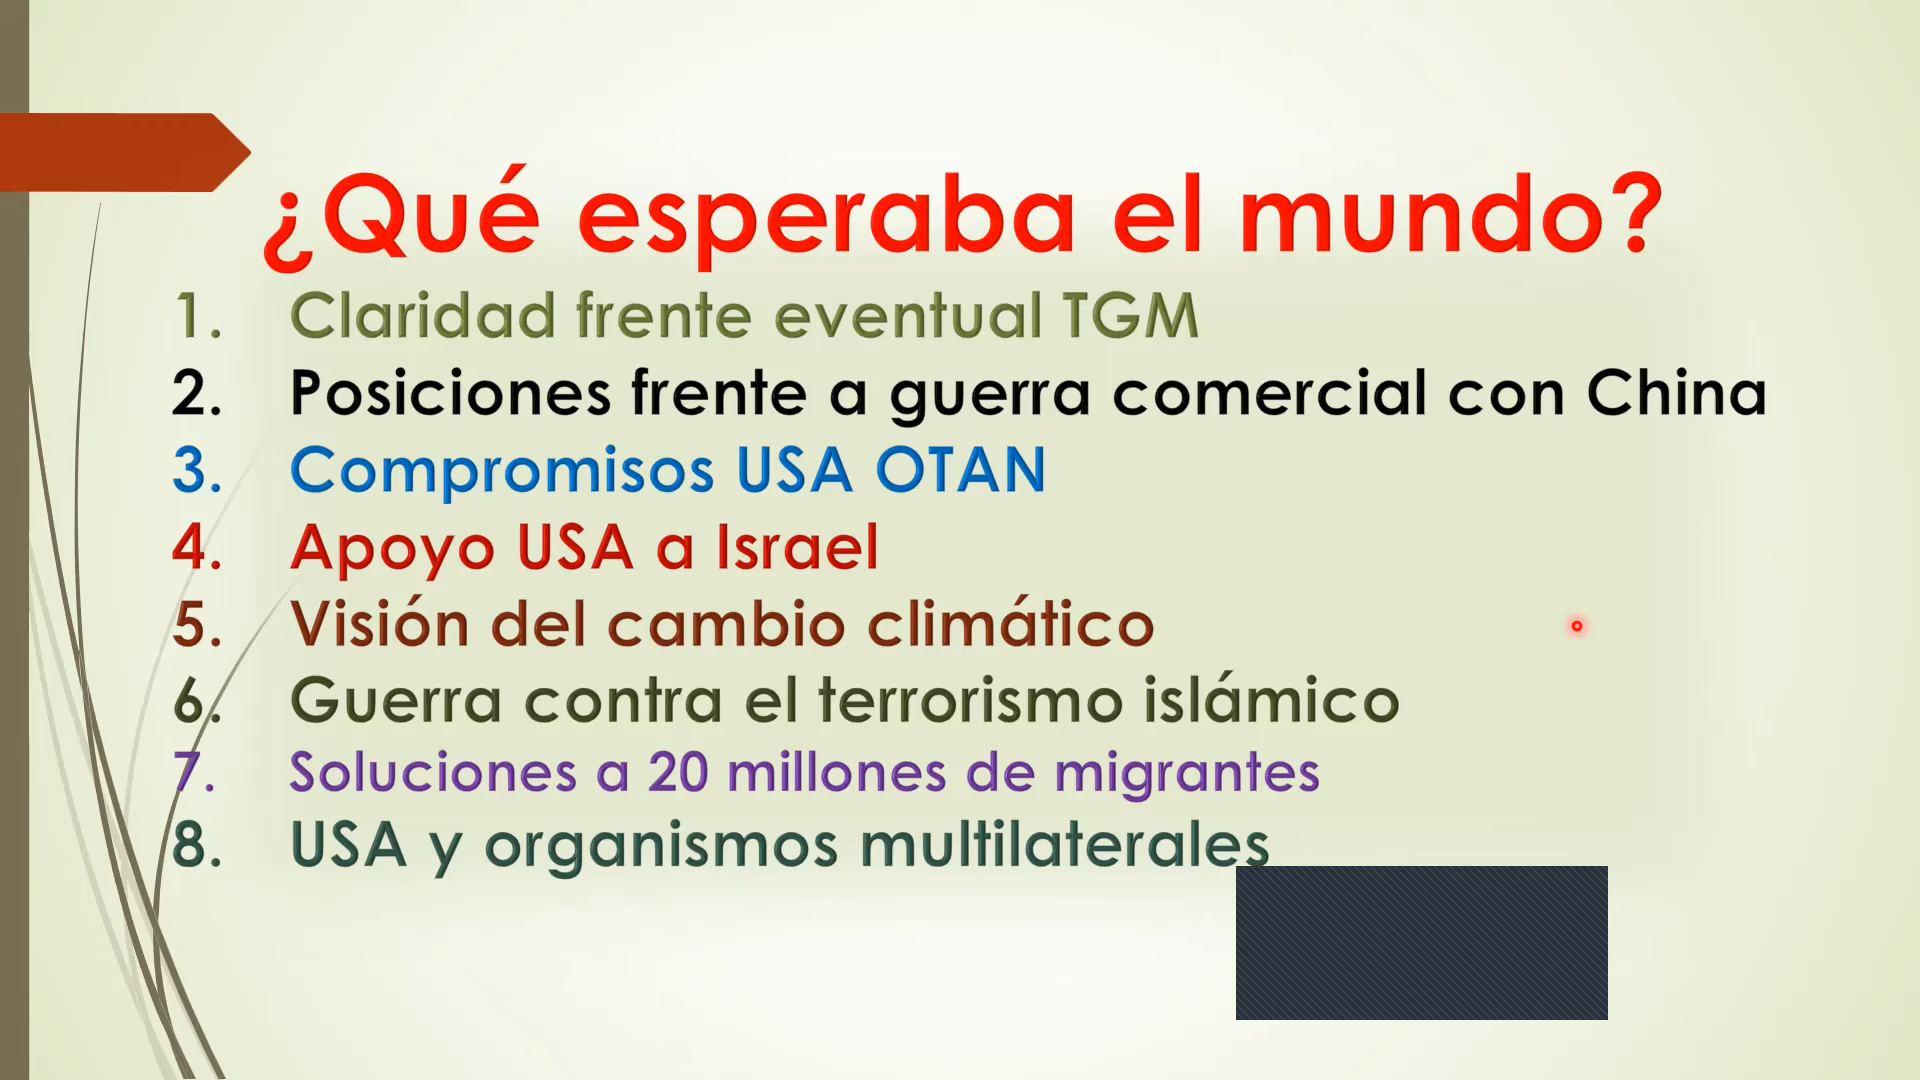 ¿Qué esperaba el mundo?
1. Claridad frente eventual TGM
2. Posiciones frente a guerra comercial con China
3. Compromisos USA OTAN
4. Apoyo USA a Israel
5. Visión del cambio climático
6. Guerra contra el terrorismo islámico
7. Soluciones a 20 millones de migrantes
8. USA y organismos multilaterales